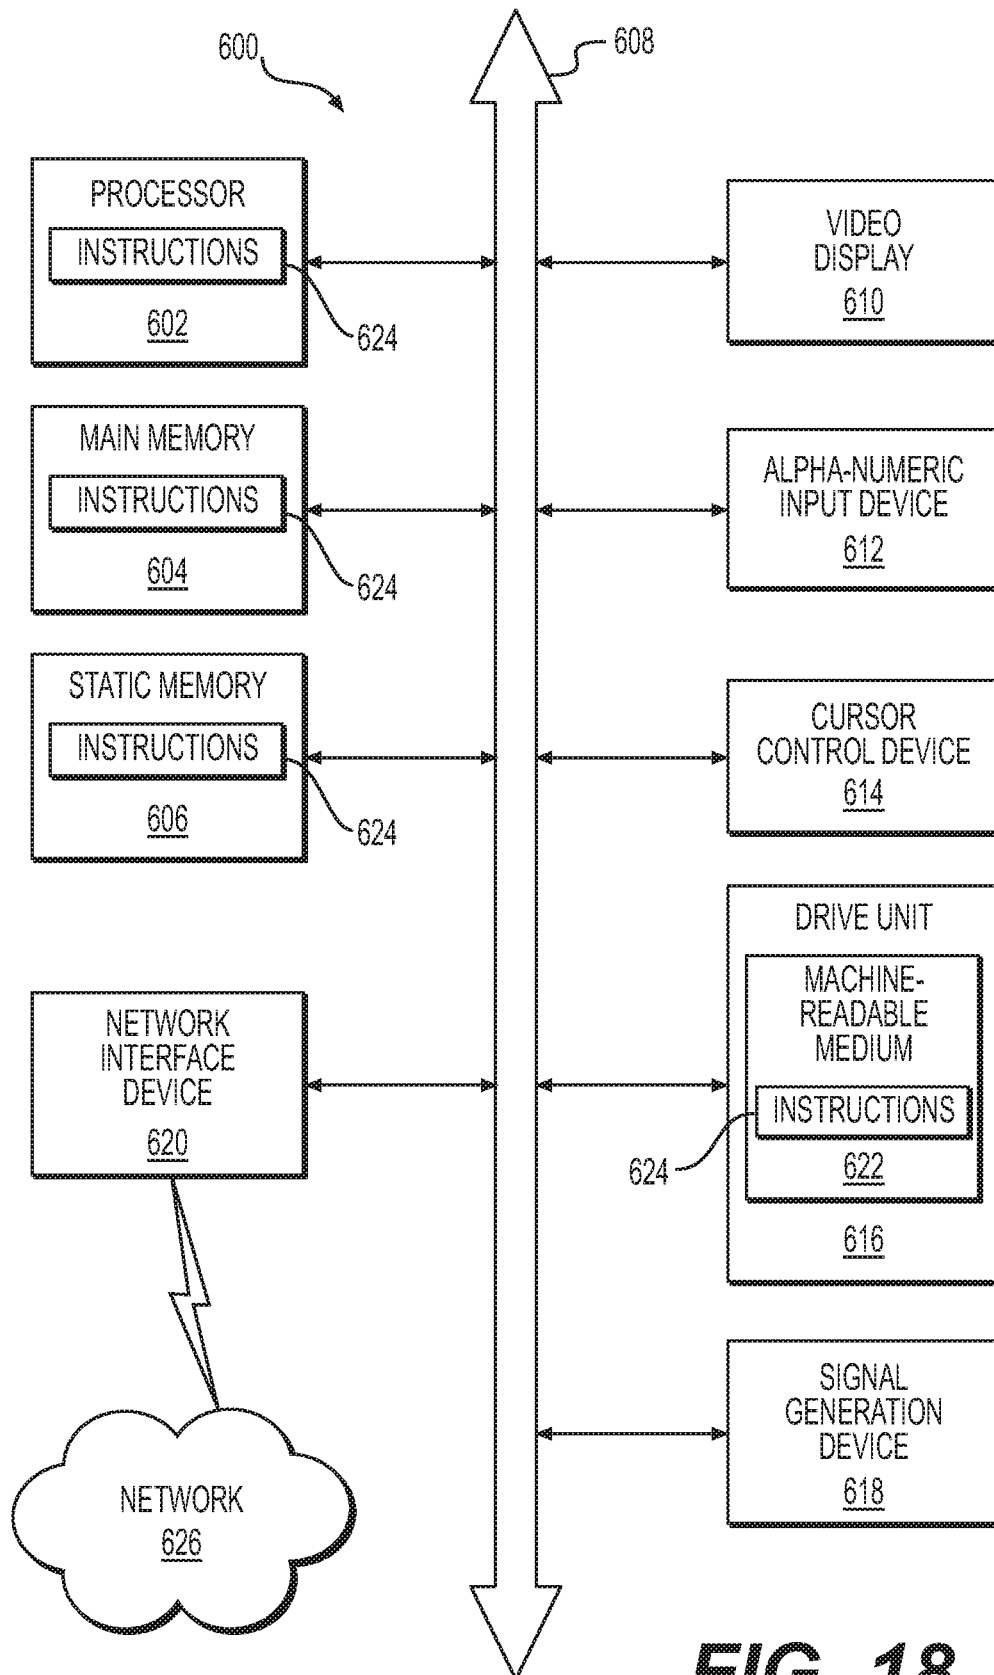 600
608
PROCESSOR
INSTRUCTIONS
602
624
MAIN MEMORY
INSTRUCTIONS
604
624
STATIC MEMORY
INSTRUCTIONS
606
624
NETWORK
INTERFACE
DEVICE
620
NETWORK
626
VIDEO
DISPLAY
610
ALPHA-NUMERIC
INPUT DEVICE
612
CURSOR
CONTROL DEVICE
614
DRIVE UNIT
MACHINE-
READABLE
MEDIUM
INSTRUCTIONS
624
622
616
SIGNAL
GENERATION
DEVICE
618
FIG. 18